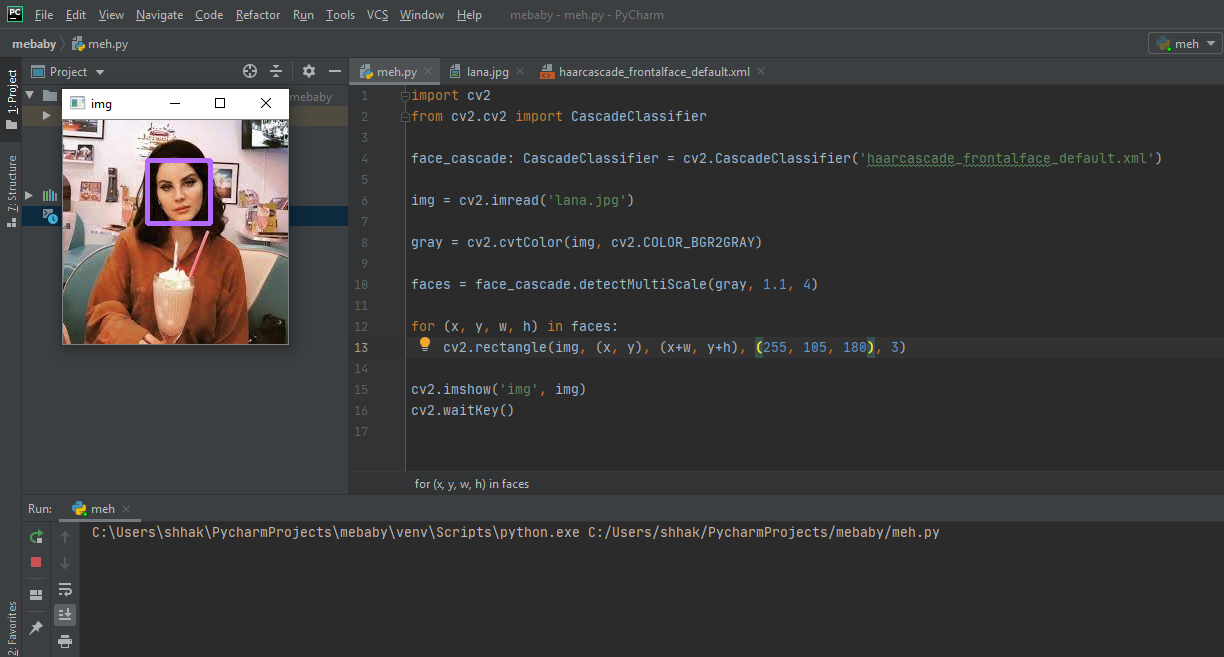 PC File Edit View Navigate Code Refactor Run Tools VCS Window Help mebaby - meh.py - PyCharm
mebaby meh.py meh
1: Project
Project
meh.py lana.jpg haarcascade_frontalface_default.xml
mebaby
img
7: Structure
1 import cv2
2 from cv2.cv2 import CascadeClassifier
3
4 face_cascade: CascadeClassifier = cv2.CascadeClassifier('haarcascade_frontalface_default.xml')
5
6 img = cv2.imread('lana.jpg')
7
8 gray = cv2.cvtColor(img, cv2.COLOR_BGR2GRAY)
9
10 faces = face_cascade.detectMultiScale(gray, 1.1, 4)
11
12 for (x, y, w, h) in faces:
13 cv2.rectangle(img, (x, y), (x+w, y+h), (255, 105, 180), 3)
14
15 cv2.imshow('img', img)
16 cv2.waitKey()
17
for (x, y, w, h) in faces
Run: meh
C:\Users\shhak\PycharmProjects\mebaby\venv\Scripts\python.exe C:/Users/shhak/PycharmProjects/mebaby/meh.py
2: Favorites